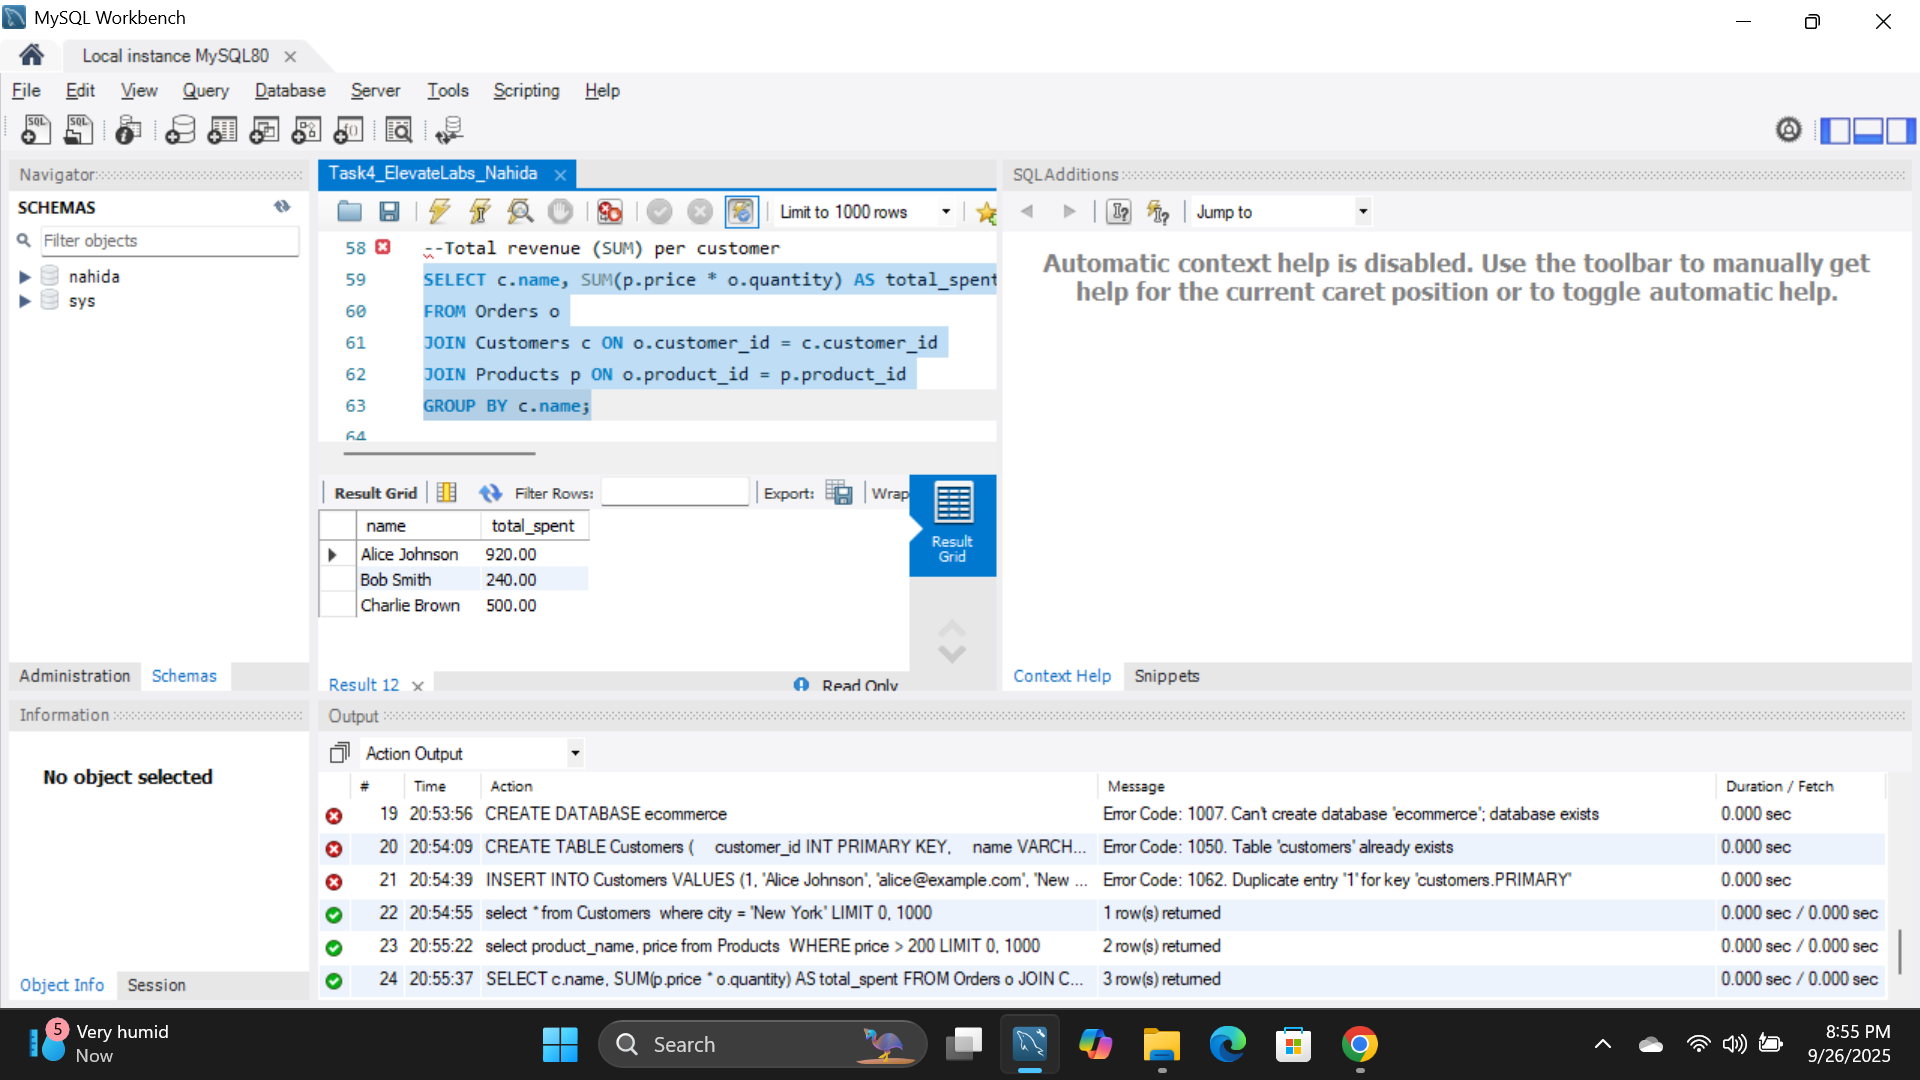 MySQL Workbench
Local instance MySQL80
File Edit View Query Database Server Tools Scripting Help
Navigator
SCHEMAS
Filter objects
nahida
sys
Administration Schemas
Information
No object selected
Object Info Session
Task4_ElevateLabs_Nahida
Limit to 1000 rows
58 --Total revenue (SUM) per customer
59 SELECT c.name, SUM(p.price * o.quantity) AS total_spent
60 FROM Orders o
61 JOIN Customers c ON o.customer_id = c.customer_id
62 JOIN Products p ON o.product_id = p.product_id
63 GROUP BY c.name;
64
Result Grid Filter Rows: Export: Wrap
name total_spent
Alice Johnson 920.00
Bob Smith 240.00
Charlie Brown 500.00
Result
Grid
Result 12 Read Only
SQLAdditions
Jump to
Automatic context help is disabled. Use the toolbar to manually get
help for the current caret position or to toggle automatic help.
Context Help Snippets
Output
Action Output
# Time Action Message Duration / Fetch
19 20:53:56 CREATE DATABASE ecommerce Error Code: 1007. Can't create database 'ecommerce'; database exists 0.000 sec
20 20:54:09 CREATE TABLE Customers ( customer_id INT PRIMARY KEY, name VARCH... Error Code: 1050. Table 'customers' already exists 0.000 sec
21 20:54:39 INSERT INTO Customers VALUES (1, 'Alice Johnson', 'alice@example.com', 'New ... Error Code: 1062. Duplicate entry '1' for key 'customers.PRIMARY' 0.000 sec
22 20:54:55 select * from Customers where city = 'New York' LIMIT 0, 1000 1 row(s) returned 0.000 sec / 0.000 sec
23 20:55:22 select product_name, price from Products WHERE price > 200 LIMIT 0, 1000 2 row(s) returned 0.000 sec / 0.000 sec
24 20:55:37 SELECT c.name, SUM(p.price * o.quantity) AS total_spent FROM Orders o JOIN C... 3 row(s) returned 0.000 sec / 0.000 sec
5
Very humid
Now
Search
8:55 PM
9/26/2025